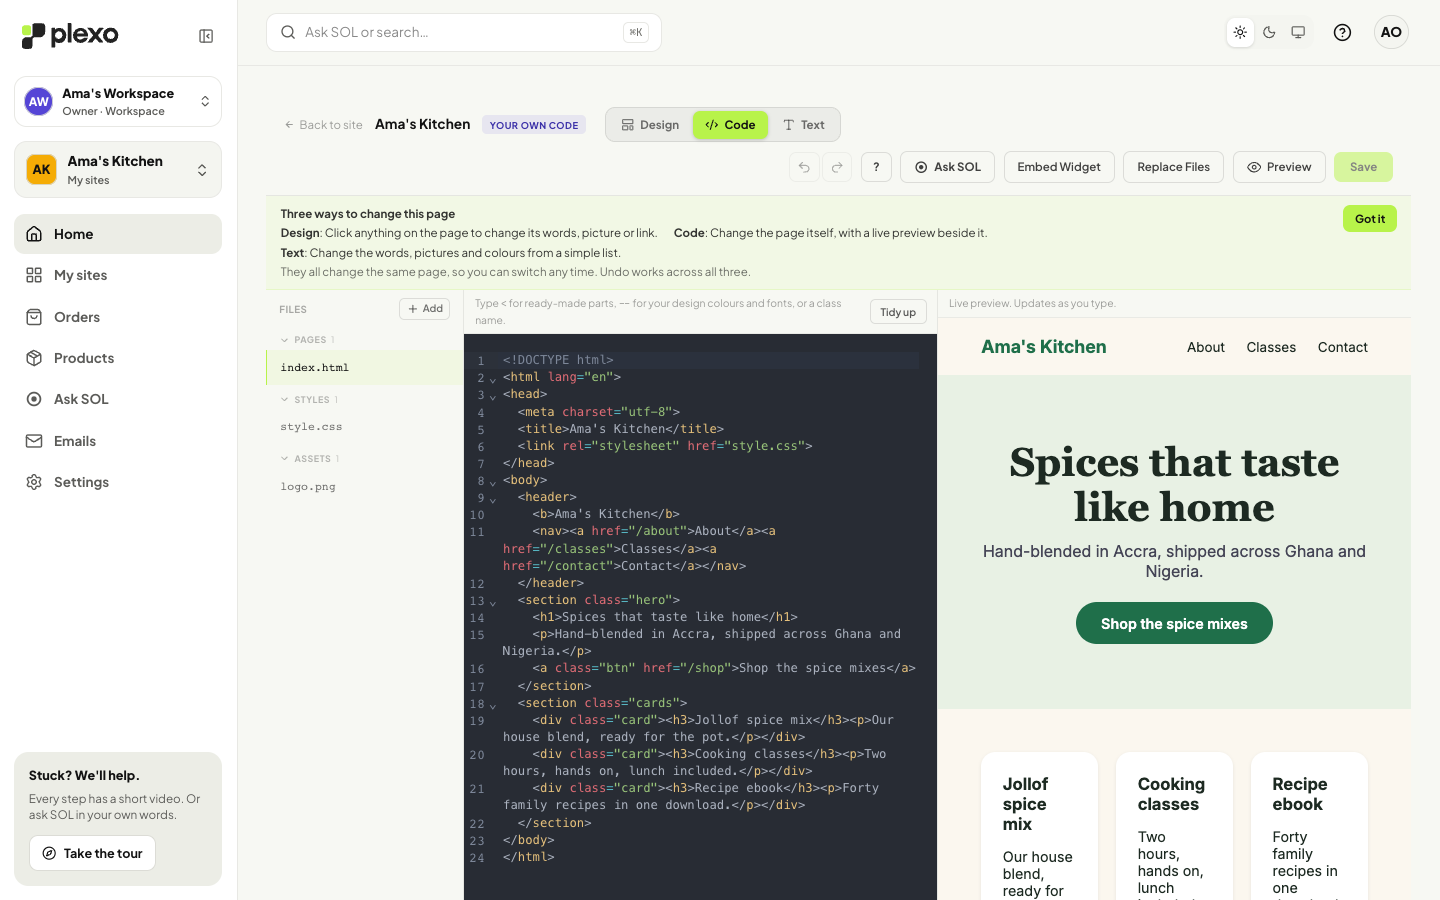 plexo
Ask SOL or search...
⌘K
AO
AW
Ama's Workspace
Owner · Workspace
AK
Ama's Kitchen
My sites
Home
My sites
Orders
Products
Ask SOL
Emails
Settings
Stuck? We'll help.
Every step has a short video. Or
ask SOL in your own words.
Take the tour
← Back to site
Ama's Kitchen
YOUR OWN CODE
Design
Code
Text
?
Ask SOL
Embed Widget
Replace Files
Preview
Save
Three ways to change this page
Design: Click anything on the page to change its words, picture or link. Code: Change the page itself, with a live preview beside it.
Text: Change the words, pictures and colours from a simple list.
They all change the same page, so you can switch any time. Undo works across all three.
Got it
FILES
+ Add
PAGES 1
index.html
STYLES 1
style.css
ASSETS 1
logo.png
Type < for ready-made parts, -- for your design colours and fonts, or a class
name.
Tidy up
1 <!DOCTYPE html>
2 <html lang="en">
3 <head>
4 <meta charset="utf-8">
5 <title>Ama's Kitchen</title>
6 <link rel="stylesheet" href="style.css">
7 </head>
8 <body>
9 <header>
10 <b>Ama's Kitchen</b>
11 <nav><a href="/about">About</a><a
href="/classes">Classes</a><a
href="/contact">Contact</a></nav>
12 </header>
13 <section class="hero">
14 <h1>Spices that taste like home</h1>
15 <p>Hand-blended in Accra, shipped across Ghana and
Nigeria.</p>
16 <a class="btn" href="/shop">Shop the spice mixes</a>
17 </section>
18 <section class="cards">
19 <div class="card"><h3>Jollof spice mix</h3><p>Our
house blend, ready for the pot.</p></div>
20 <div class="card"><h3>Cooking classes</h3><p>Two
hours, hands on, lunch included.</p></div>
21 <div class="card"><h3>Recipe ebook</h3><p>Forty
family recipes in one download.</p></div>
22 </section>
23 </body>
24 </html>
Live preview. Updates as you type.
Ama's Kitchen
About
Classes
Contact
Spices that taste
like home
Hand-blended in Accra, shipped across Ghana and
Nigeria.
Shop the spice mixes
Jollof
spice
mix
Our house
blend,
ready for
Cooking
classes
Two
hours,
hands on,
lunch
Recipe
ebook
Forty
family
recipes in
one